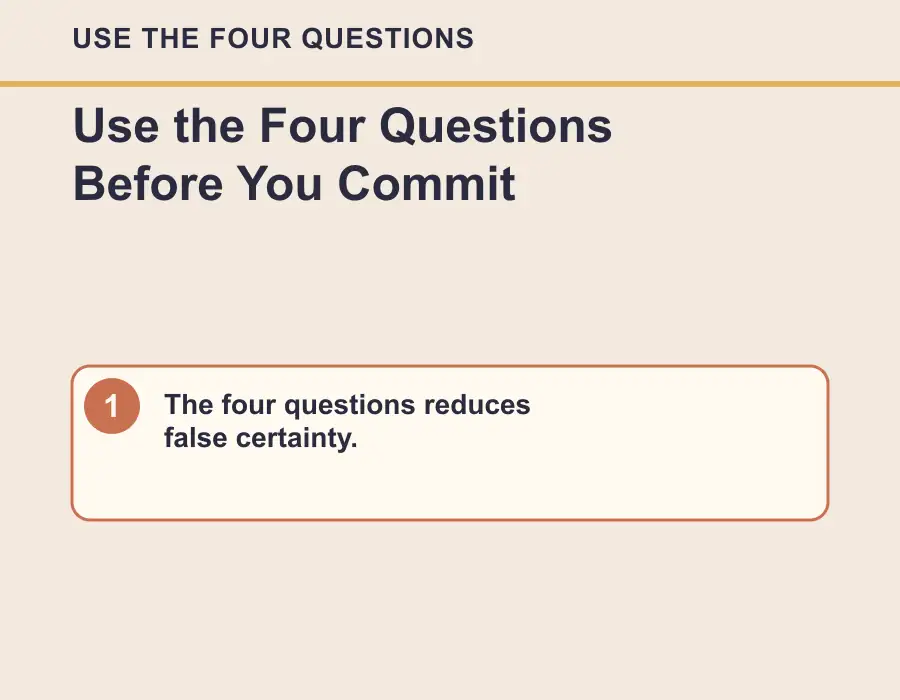 USE THE FOUR QUESTIONS
Use the Four Questions
Before You Commit
1
The four questions reduces
false certainty.